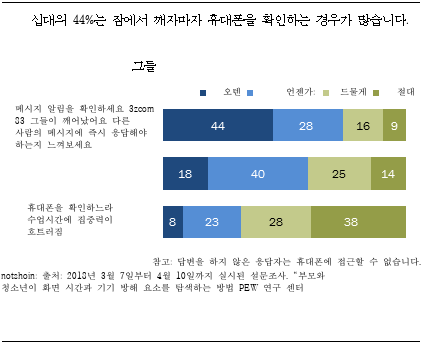 십대의 44%는 잠에서 깨자마자 휴대폰을 확인하는 경우가 많습니다.
그들
오텐 언젠가: 드물게 절대
메시지 알림을 확인하세요 3zcom
83 그들이 깨어났어요 다른
사람의 메시지에 즉시 응답해야
하는지 느껴보세요
44 28 16 9
18 40 25 14
휴대폰을 확인하느라
수업시간에 집중력이
흐트러짐
8 23 28 38
참고: 답변을 하지 않은 응답자는 휴대폰에 접근할 수 없습니다.
notzhoin: 출처: 2018년 3월 7일부터 4월 10일까지 실시된 설문조사. "부모와
청소년이 화면 시간과 기기 방해 요소를 탐색하는 방법 PEW 연구 센터